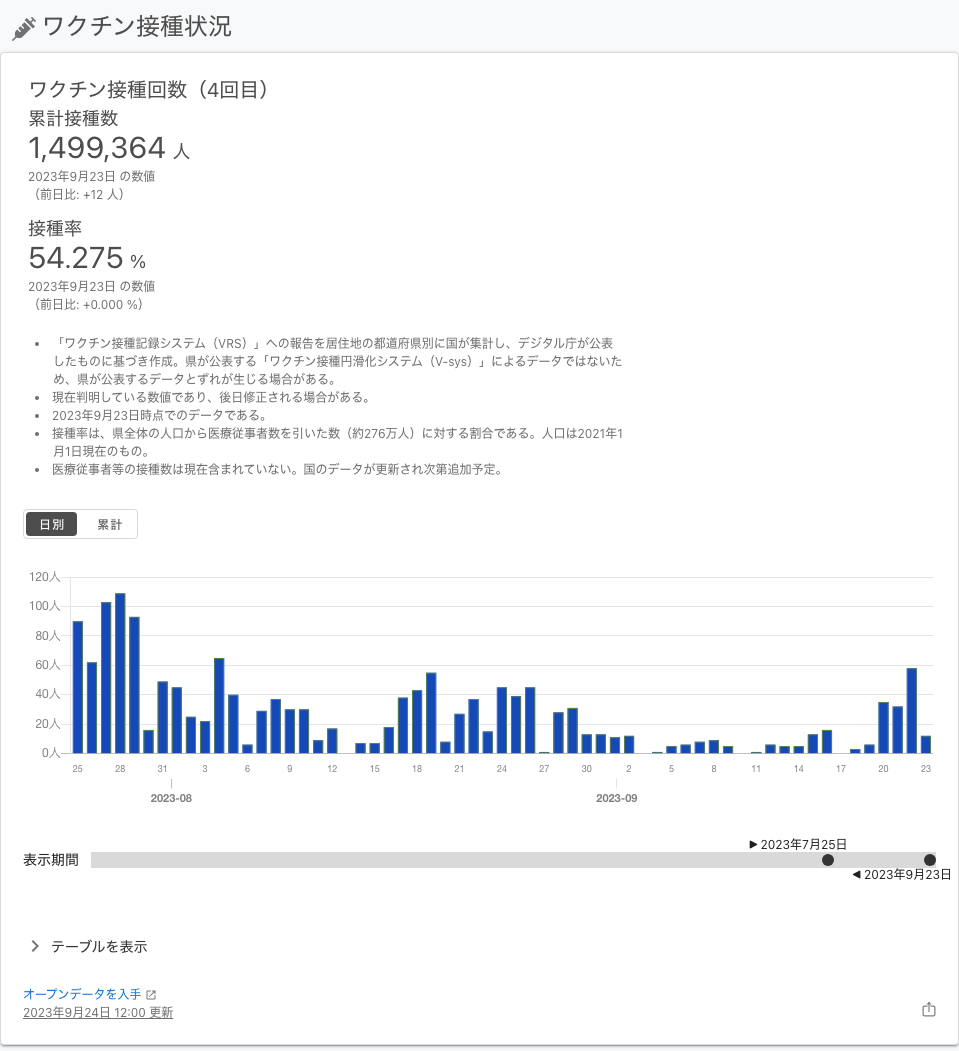 ワクチン接種状況
ワクチン接種回数（4回目）
累計接種数
1,499,364 人
2023年9月23日 の数値
（前日比: +12 人）
接種率
54.275 %
2023年9月23日 の数値
（前日比: +0.000 %）
• 「ワクチン接種記録システム（VRS）」への報告を居住地の都道府県別に国が集計し、デジタル庁が公表
したものに基づき作成。県が公表する「ワクチン接種円滑化システム（V-sys）」によるデータではないた
め、県が公表するデータとずれが生じる場合がある。
• 現在判明している数値であり、後日修正される場合がある。
• 2023年9月23日時点でのデータである。
• 接種率は、県全体の人口から医療従事者数を引いた数（約276万人）に対する割合である。人口は2021年1
月1日現在のもの。
• 医療従事者等の接種数は現在含まれていない。国のデータが更新され次第追加予定。
日別 累計
120人
100人
80人
60人
40人
20人
0人
25 28 31 3 6 9 12 15 18 21 24 27 30 2 5 8 11 14 17 20 23
2023-08 2023-09
▶ 2023年7月25日
表示期間
◀ 2023年9月23日
テーブルを表示
オープンデータを入手
2023年9月24日 12:00 更新